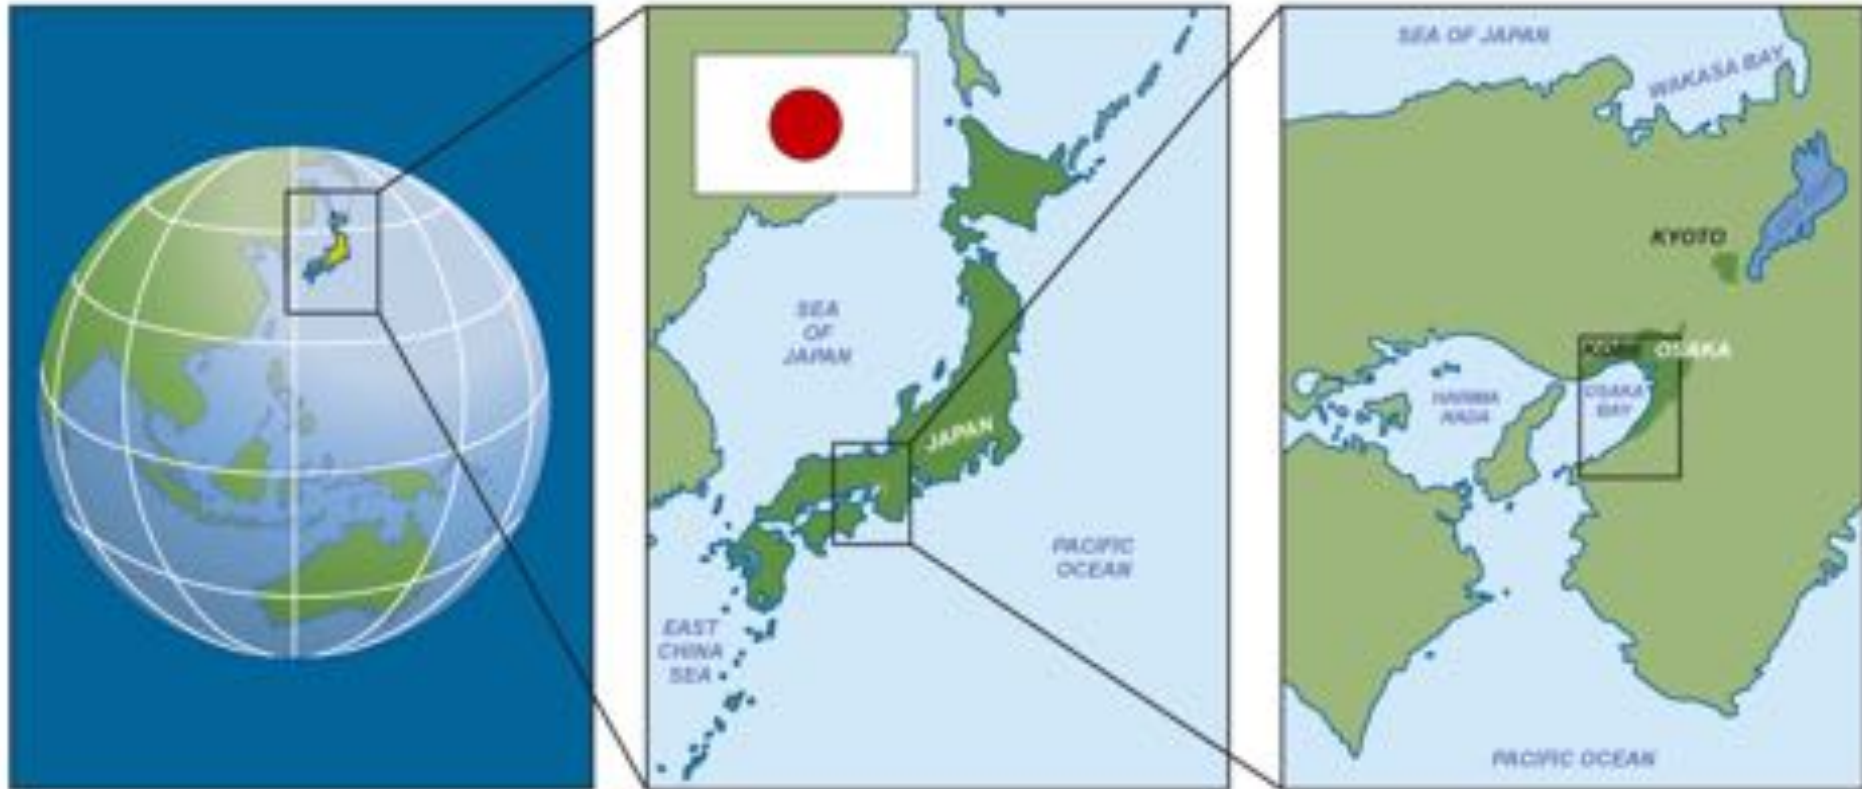 SEA
OF
JAPAN
JAPAN
PACIFIC
OCEAN
EAST
CHINA
SEA
SEA OF JAPAN
WAKASA BAY
KYOTO
KOBE
OSAKA
OSAKA
BAY
HARIMA
NADA
PACIFIC OCEAN